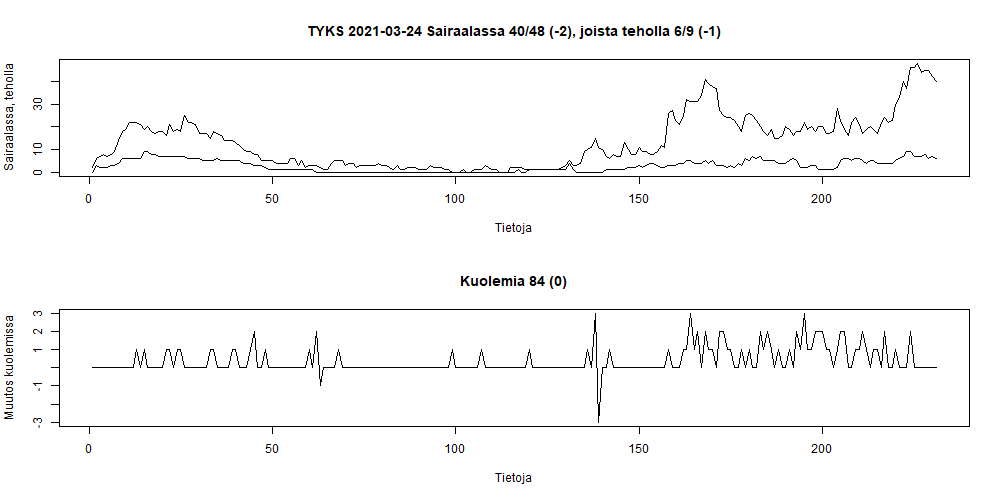 TYKS 2021-03-24 Sairaalassa 40/48 (-2), joista teholla 6/9 (-1)
Sairaalassa, teholla
30
10
0
0 50 100 150 200
Tietoja
Kuolemia 84 (0)
Muutos kuolemissa
3
2
1
-1
-3
0 50 100 150 200
Tietoja